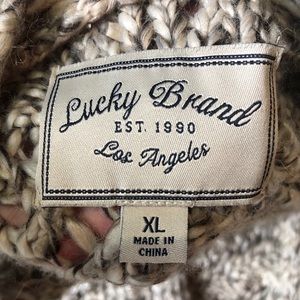 Lucky Brand
EST. 1990
Los Angeles
XL
MADE IN
CHINA